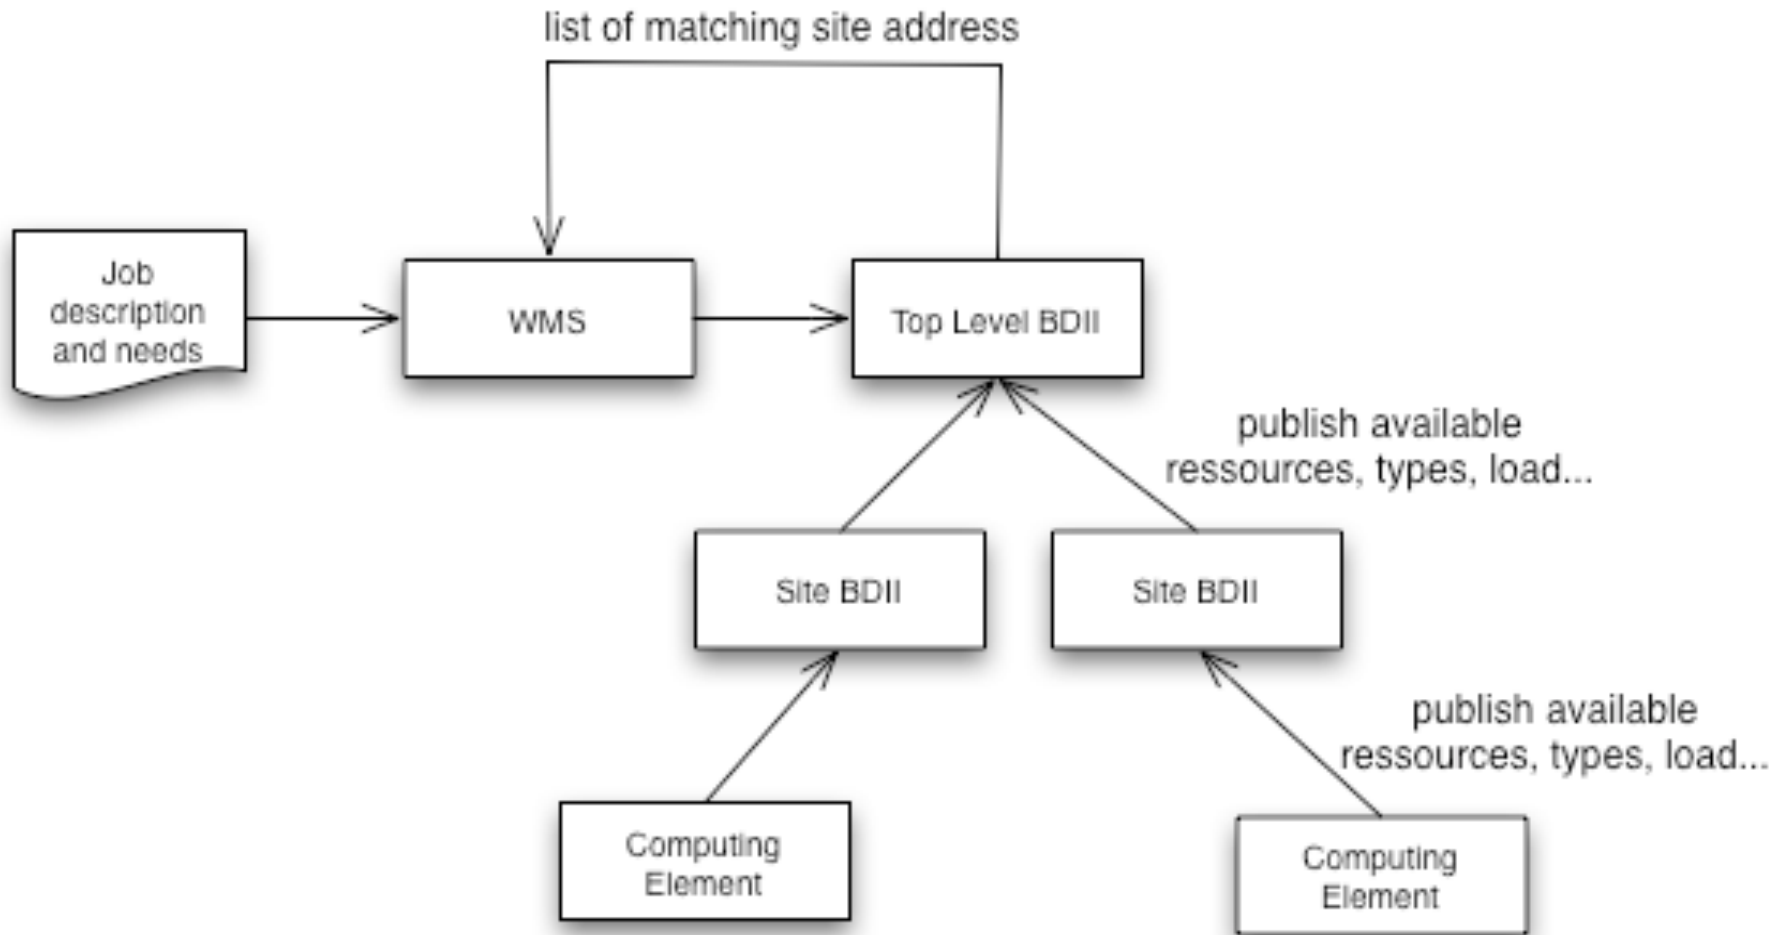 list of matching site address
Job
description
and needs
WMS
Top Level BDII
publish available
ressources, types, load...
Site BDII
Site BDII
publish available
ressources, types, load...
Computing
Element
Computing
Element